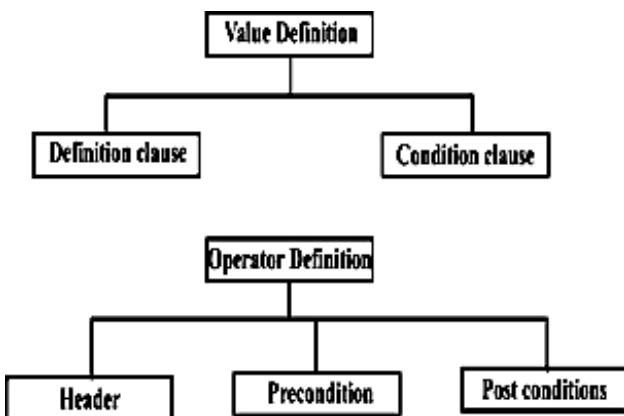 Value Definition
Definition clause
Condition clause
Operator Definition
Header
Precondition
Post conditions